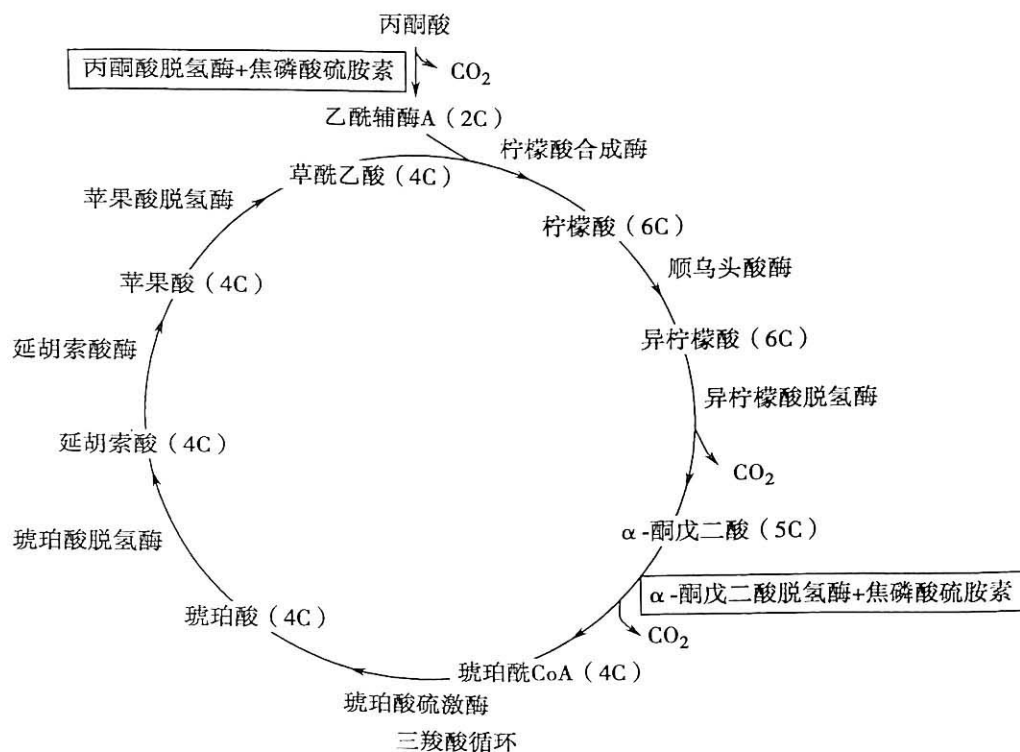 丙酮酸
丙酮酸脱氢酶+焦磷酸硫胺素
CO₂
乙酰辅酶A（2C）
柠檬酸合成酶
草酰乙酸（4C）
苹果酸脱氢酶
柠檬酸（6C）
顺乌头酸酶
苹果酸（4C）
异柠檬酸（6C）
延胡索酸酶
异柠檬酸脱氢酶
延胡索酸（4C）
CO₂
α-酮戊二酸（5C）
琥珀酸脱氢酶
α-酮戊二酸脱氢酶+焦磷酸硫胺素
琥珀酸（4C）
CO₂
琥珀酰CoA（4C）
琥珀酸硫激酶
三羧酸循环